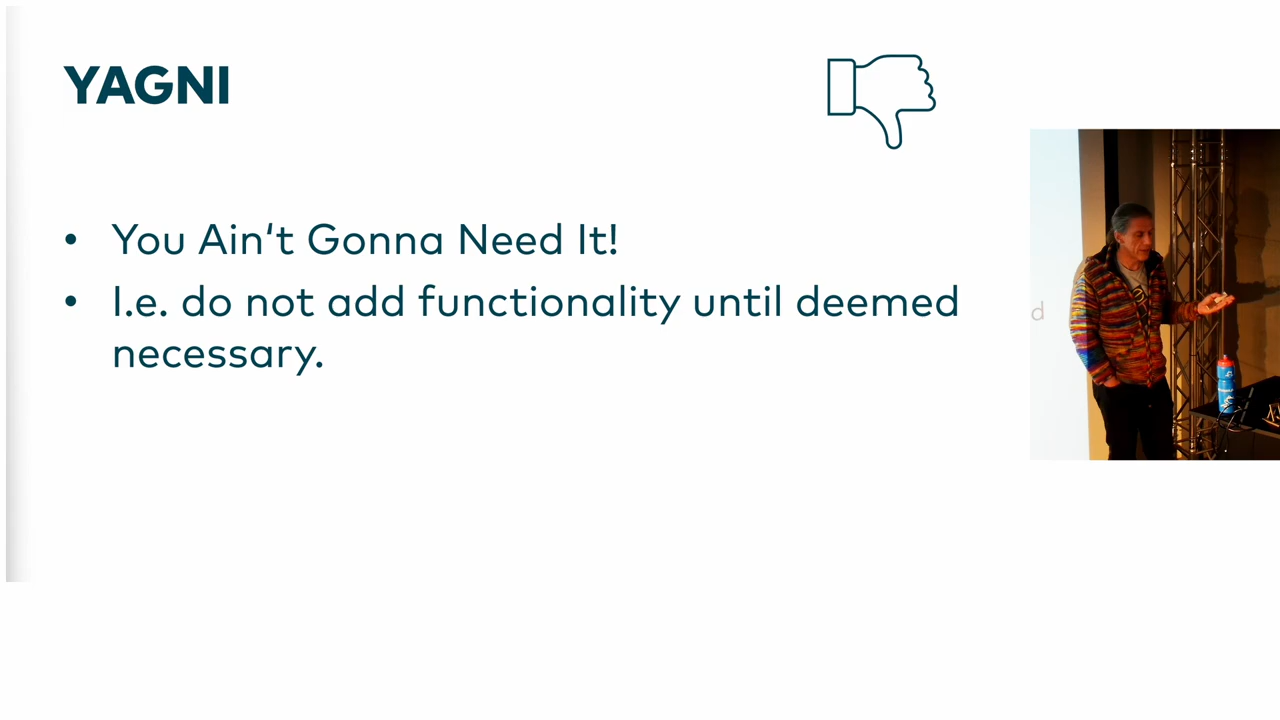 YAGNI
• You Ain't Gonna Need It!
• I.e. do not add functionality until deemed
necessary.
d